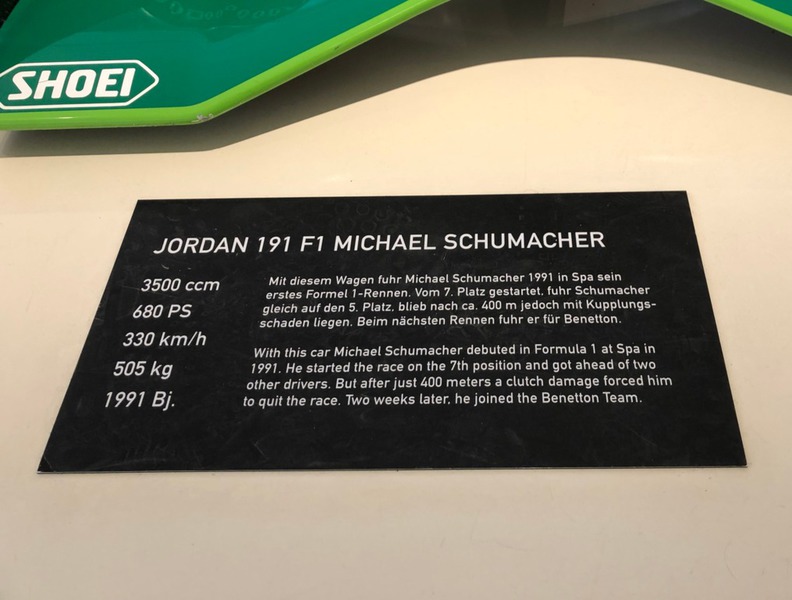 SHOEI
JORDAN 191 F1 MICHAEL SCHUMACHER
3500 ccm
680 PS
330 km/h
505 kg
1991 Bj.
Mit diesem Wagen fuhr Michael Schumacher 1991 in Spa sein
erstes Formel 1-Rennen. Vom 7. Platz gestartet, fuhr Schumacher
gleich auf den 5. Platz, blieb nach ca. 400 m jedoch mit Kupplungs-
schaden liegen. Beim nächsten Rennen fuhr er für Benetton.
With this car Michael Schumacher debuted in Formula 1 at Spa in
1991. He started the race on the 7th position and got ahead of two
other drivers. But after just 400 meters a clutch damage forced him
to quit the race. Two weeks later, he joined the Benetton Team.